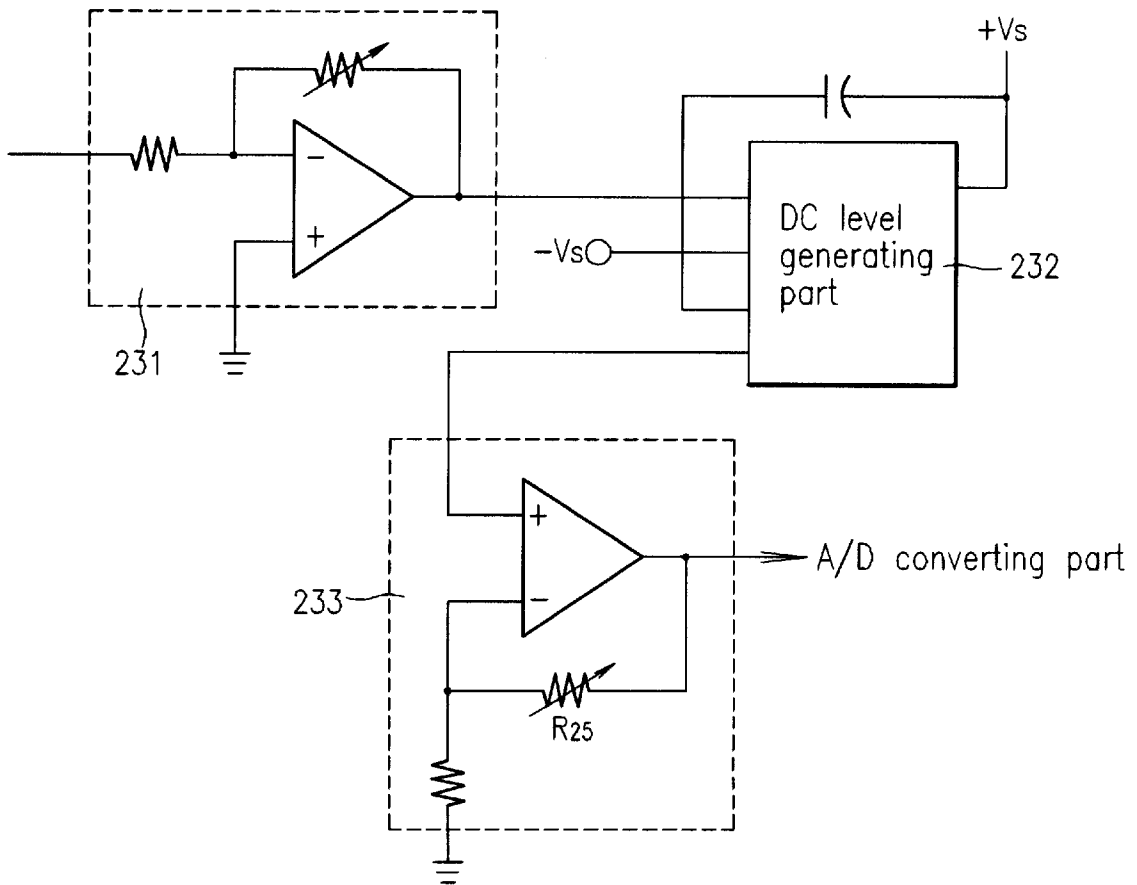 +Vs
−
+
DC level
generating
part
−Vs
232
231
+
−
A/D converting part
233
R25